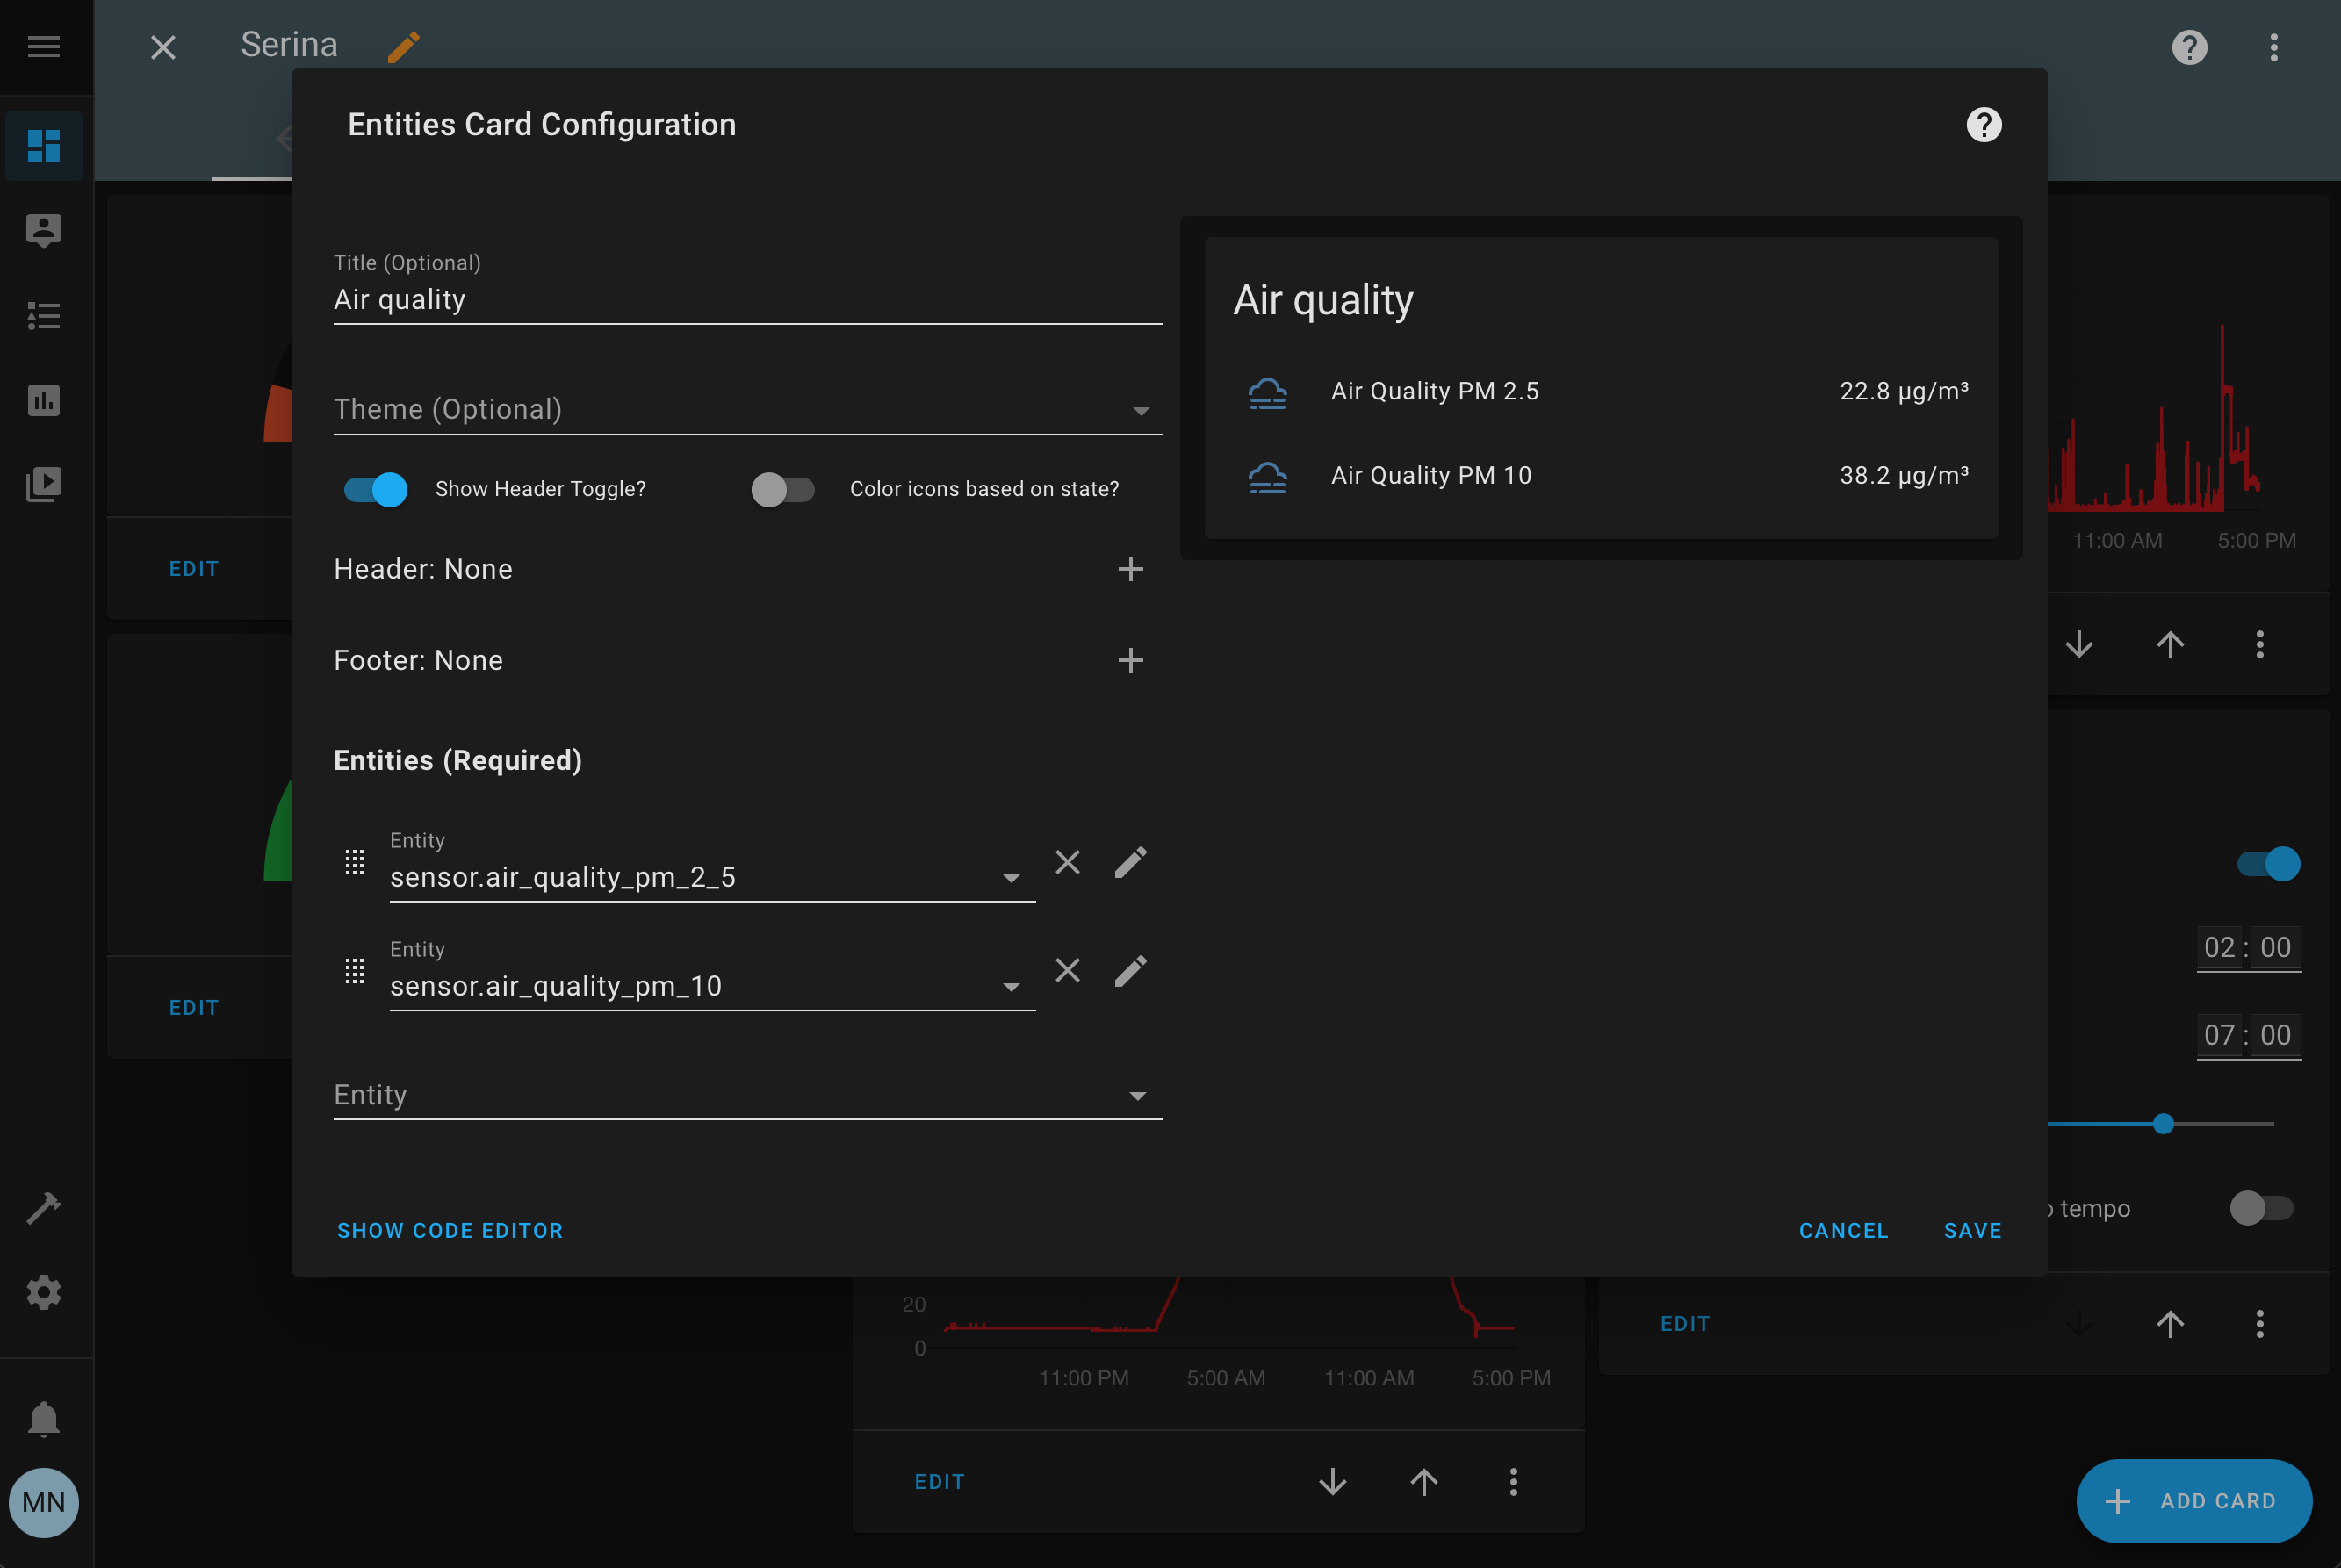 Serina
Entities Card Configuration
Title (Optional)
Air quality
Theme (Optional)
Show Header Toggle?
Color icons based on state?
Header: None
Footer: None
Entities (Required)
Entity
sensor.air_quality_pm_2_5
Entity
sensor.air_quality_pm_10
Entity
SHOW CODE EDITOR
CANCEL
SAVE
Air quality
Air Quality PM 2.5 22.8 µg/m³
Air Quality PM 10 38.2 µg/m³
EDIT
EDIT
11:00 AM 5:00 PM
02 : 00
07 : 00
tempo
20
0
11:00 PM 5:00 AM 11:00 AM 5:00 PM
EDIT
EDIT
ADD CARD
MN